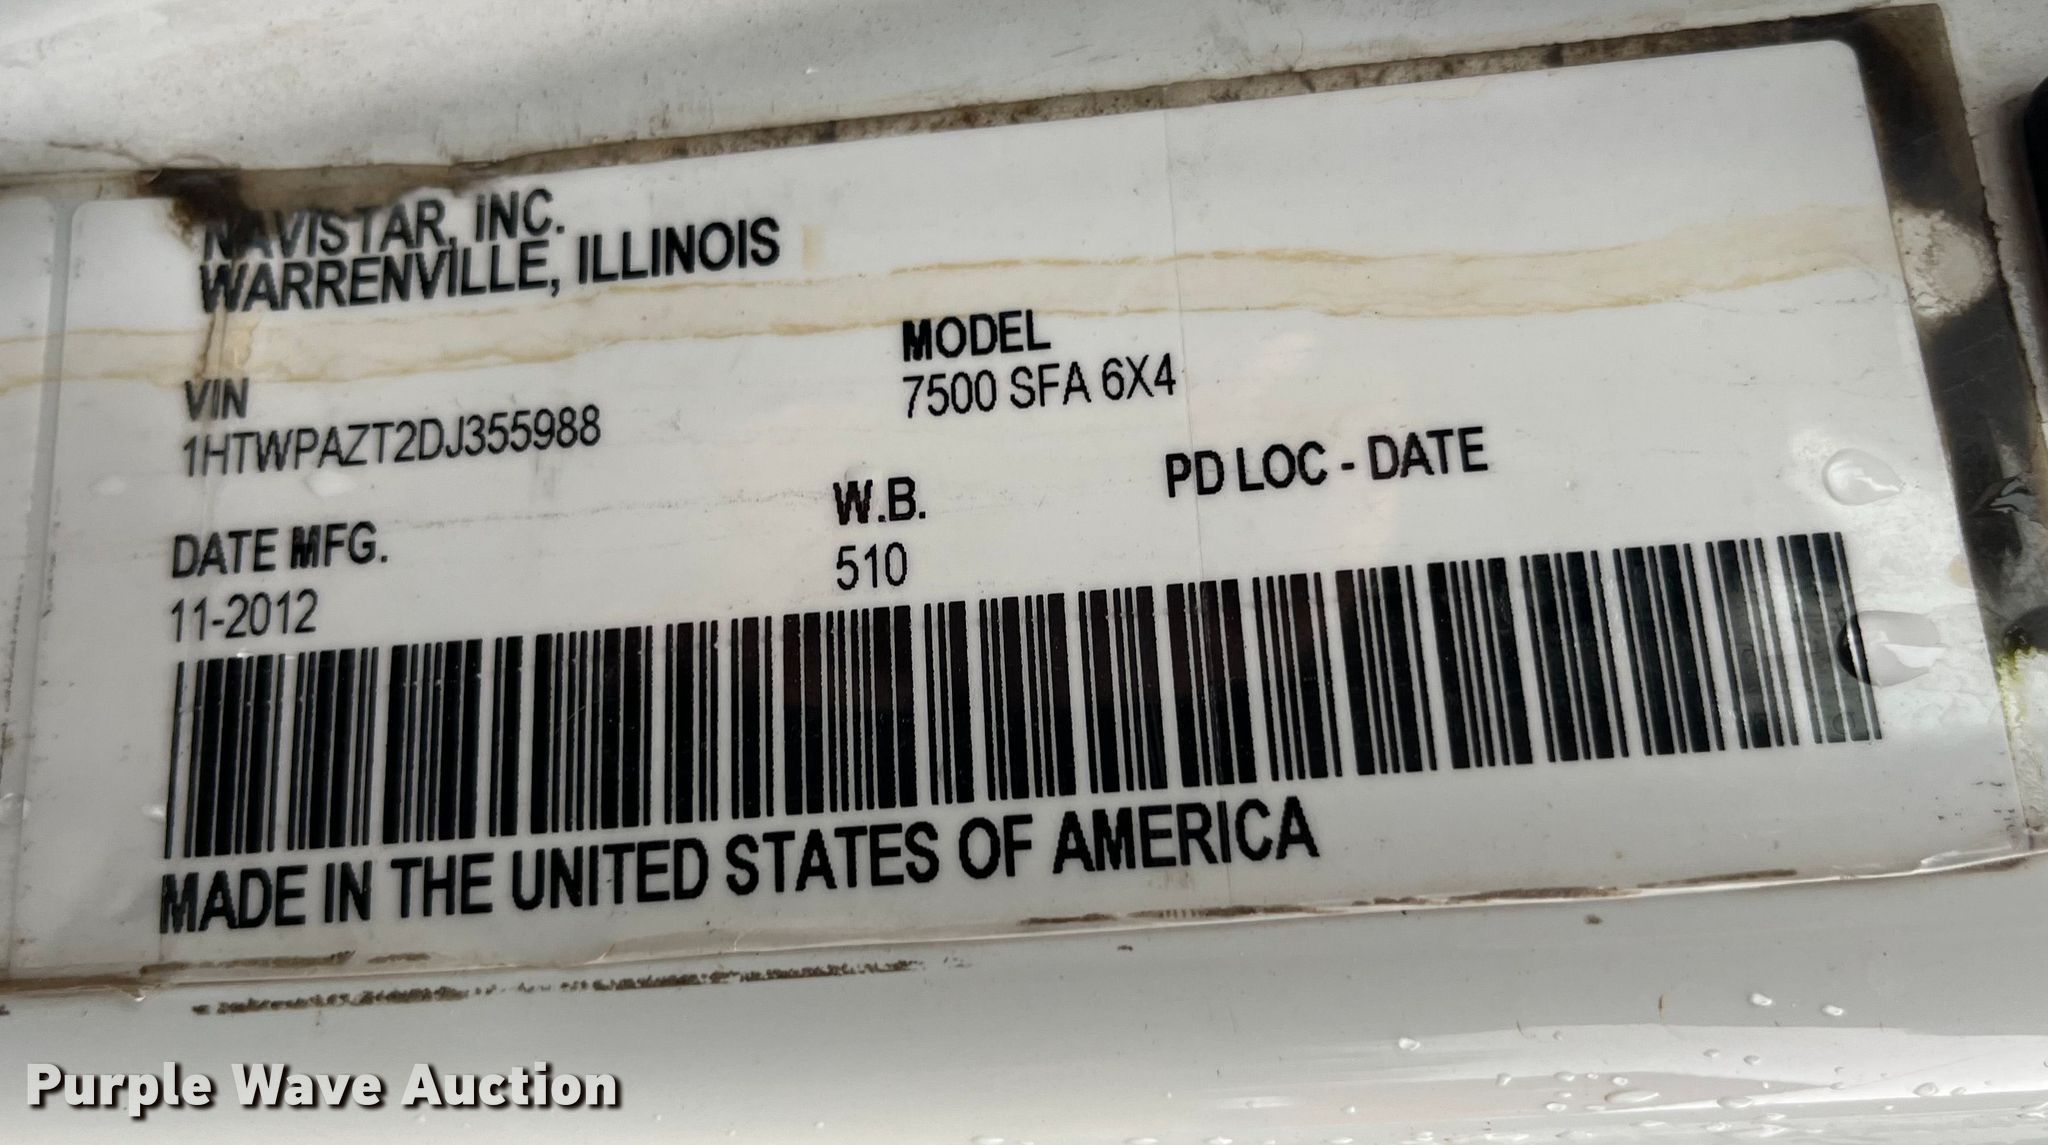 NAVISTAR, INC.
WARRENVILLE, ILLINOIS
MODEL
7500 SFA 6X4
VIN
1HTWPAZT2DJ355988
W.B.
510
PD LOC - DATE
DATE MFG.
11-2012
MADE IN THE UNITED STATES OF AMERICA
Purple Wave Auction